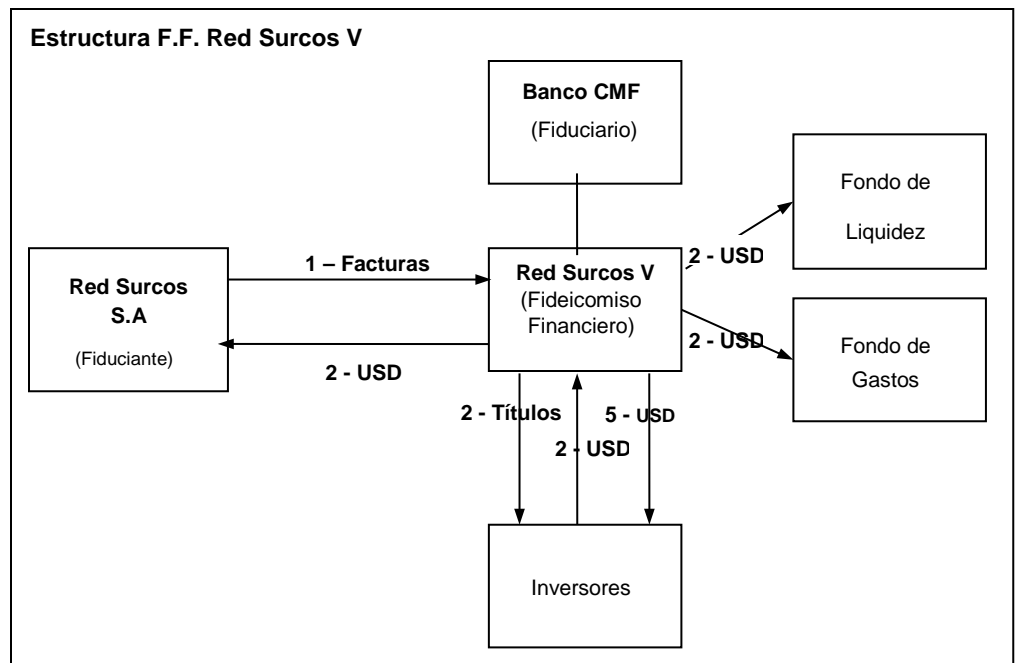 Estructura F.F. Red Surcos V
Banco CMF
(Fiduciario)
Fondo de
Liquidez
2 - USD
1 – Facturas
Red Surcos
S.A
(Fiduciante)
Red Surcos V
(Fideicomiso
Financiero)
2 - USD
Fondo de
Gastos
2 - USD
2 - Títulos
5 - USD
2 - USD
Inversores